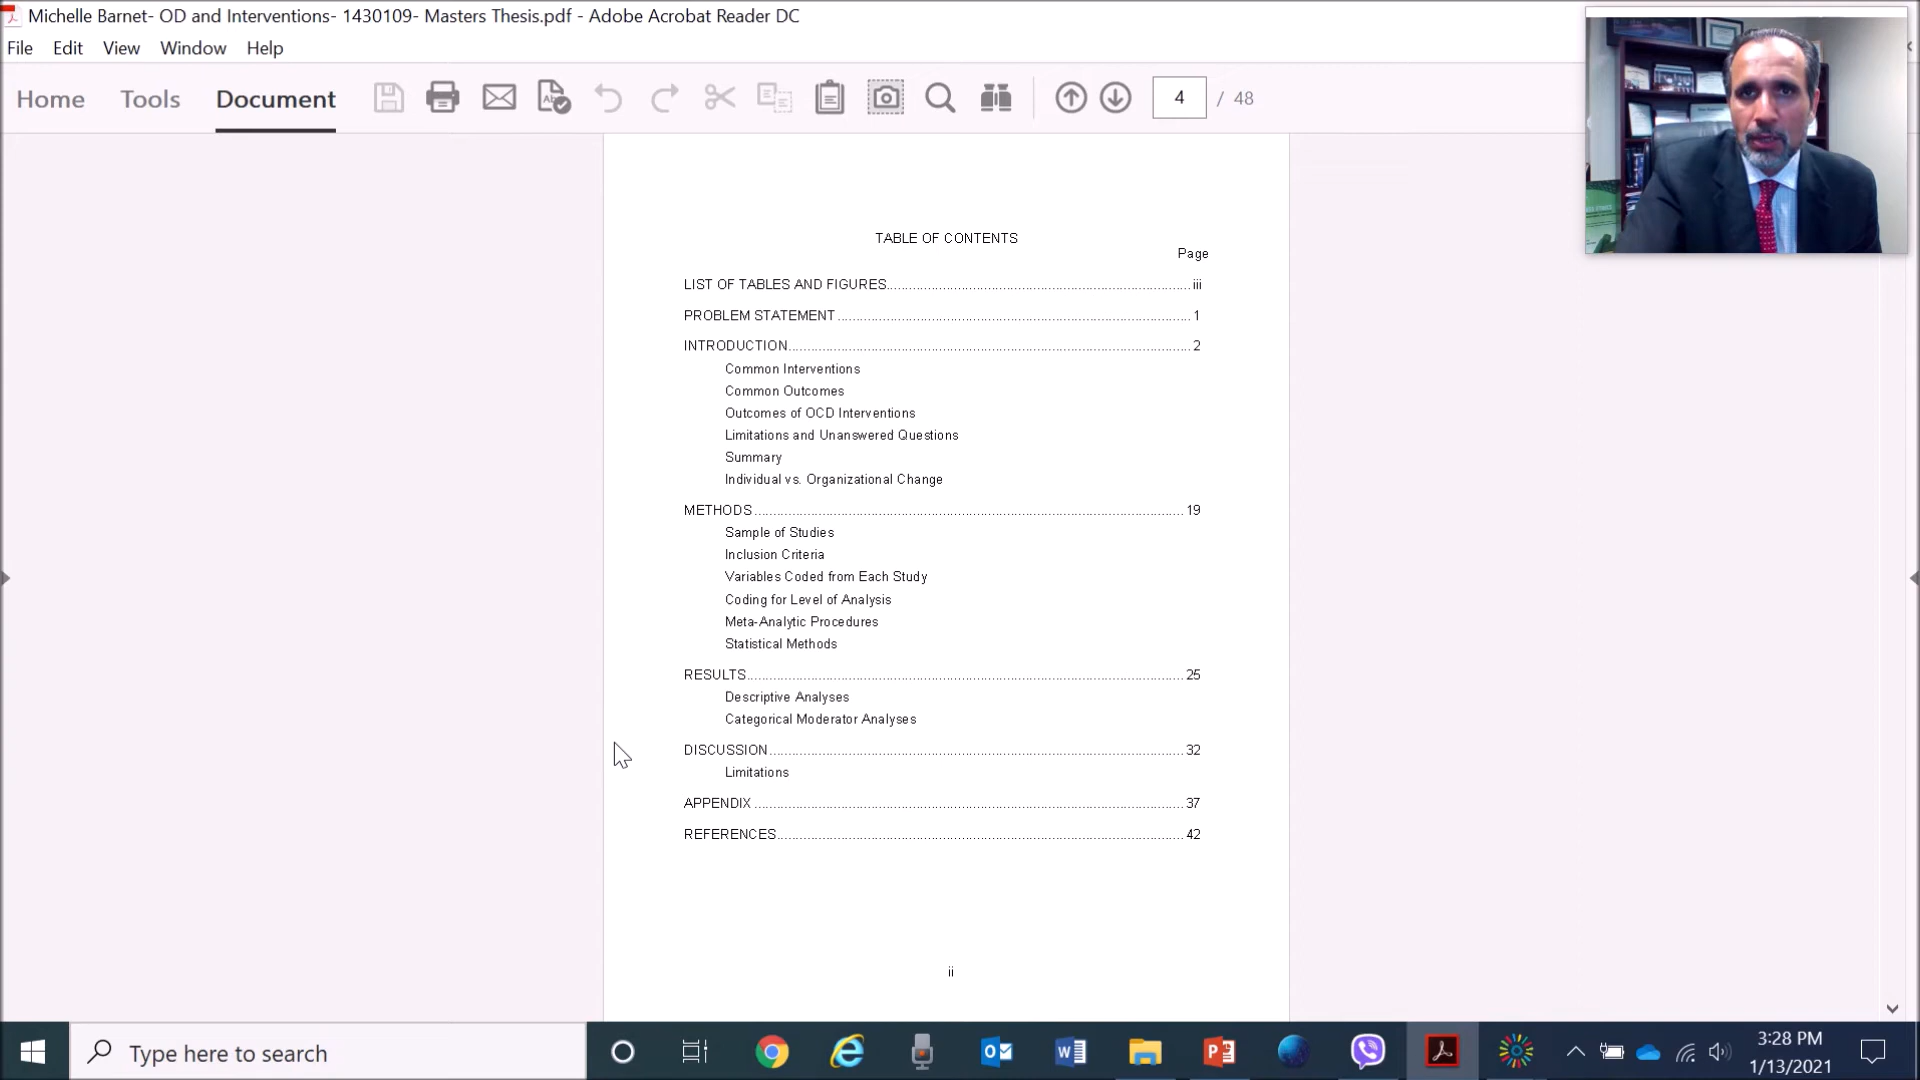 Michelle Barnet- OD and Interventions- 1430109- Masters Thesis.pdf - Adobe Acrobat Reader DC
File Edit View Window Help
Home Tools Document 4 / 48
TABLE OF CONTENTS
Page
LIST OF TABLES AND FIGURES.......... iii
PROBLEM STATEMENT .......... 1
INTRODUCTION.......... 2
Common Interventions
Common Outcomes
Outcomes of OCD Interventions
Limitations and Unanswered Questions
Summary
Individual vs. Organizational Change
METHODS .......... 19
Sample of Studies
Inclusion Criteria
Variables Coded from Each Study
Coding for Level of Analysis
Meta-Analytic Procedures
Statistical Methods
RESULTS.......... 25
Descriptive Analyses
Categorical Moderator Analyses
DISCUSSION.......... 32
Limitations
APPENDIX .......... 37
REFERENCES.......... 42
ii
Type here to search
3:28 PM
1/13/2021